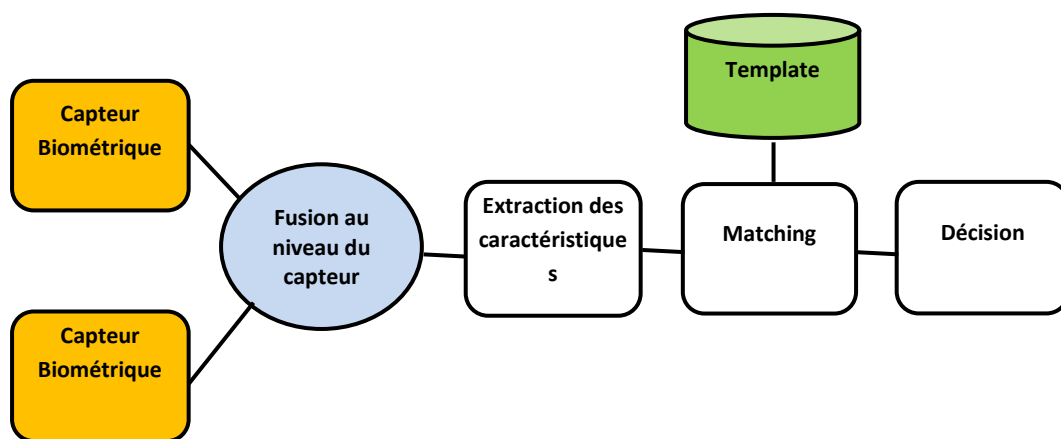 Capteur
Biométrique
Fusion au
niveau du
capteur
Extraction des
caractéristique
s
Template
Matching
Décision
Capteur
Biométrique